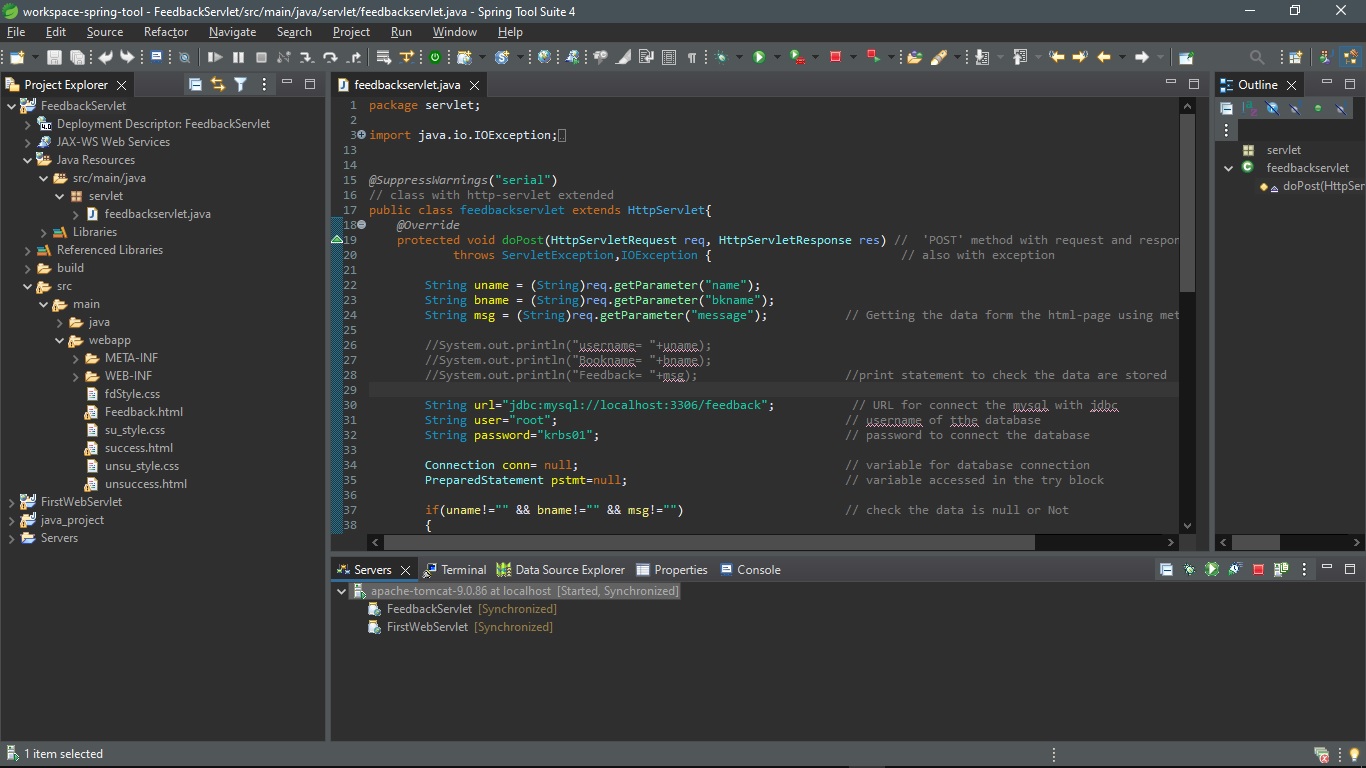 workspace-spring-tool - FeedbackServlet/src/main/java/servlet/feedbackservlet.java - Spring Tool Suite 4
File Edit Source Refactor Navigate Search Project Run Window Help
Project Explorer
FeedbackServlet
Deployment Descriptor: FeedbackServlet
JAX-WS Web Services
Java Resources
src/main/java
servlet
feedbackservlet.java
Libraries
Referenced Libraries
build
src
main
java
webapp
META-INF
WEB-INF
fdStyle.css
Feedback.html
su_style.css
success.html
unsu_style.css
unsuccess.html
FirstWebServlet
java_project
Servers
feedbackservlet.java
1 package servlet;
2
3 import java.io.IOException;
13
14
15 @SuppressWarnings("serial")
16 // class with http-servlet extended
17 public class feedbackservlet extends HttpServlet{
18 @Override
19 protected void doPost(HttpServletRequest req, HttpServletResponse res) // 'POST' method with request and respon
20 throws ServletException,IOException { // also with exception
21
22 String uname = (String)req.getParameter("name");
23 String bname = (String)req.getParameter("bkname");
24 String msg = (String)req.getParameter("message"); // Getting the data form the html-page using met
25
26 //System.out.println("username= "+uname);
27 //System.out.println("Bookname= "+bname);
28 //System.out.println("Feedback= "+msg); //print statement to check the data are stored
29
30 String url="jdbc:mysql://localhost:3306/feedback"; // URL for connect the mysql with jdbc
31 String user="root"; // username of tthe database
32 String password="krbs01"; // password to connect the database
33
34 Connection conn= null; // variable for database connection
35 PreparedStatement pstmt=null; // variable accessed in the try block
36
37 if(uname!="" && bname!="" && msg!="") // check the data is null or Not
38 {
Outline
servlet
feedbackservlet
doPost(HttpSer
Servers Terminal Data Source Explorer Properties Console
apache-tomcat-9.0.86 at localhost [Started, Synchronized]
FeedbackServlet [Synchronized]
FirstWebServlet [Synchronized]
1 item selected